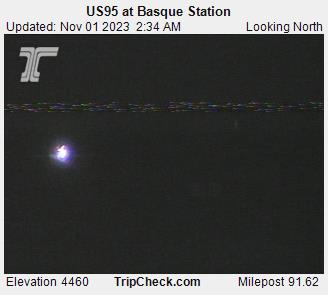 US95 at Basque Station
Updated: Nov 01 2023 2:34 AM Looking North
Elevation 4460 TripCheck.com Milepost 91.62